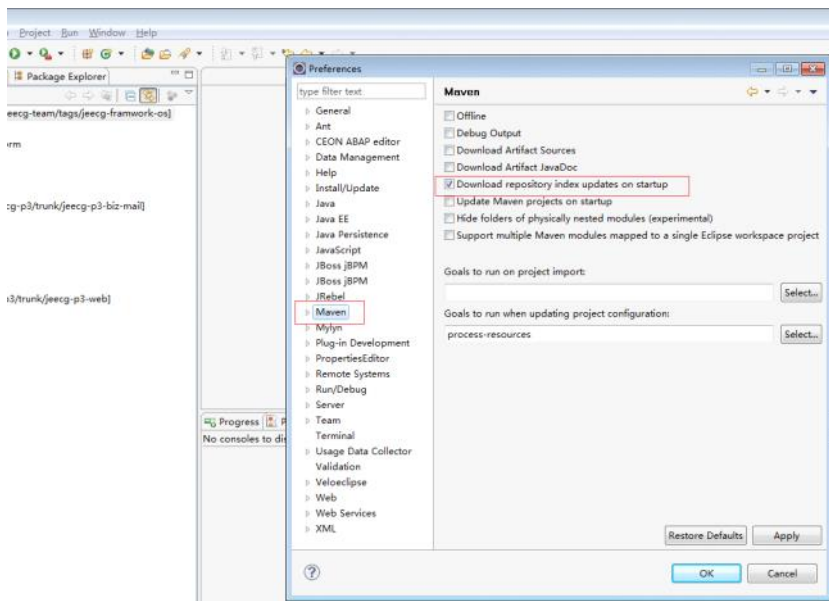 Project Run Window Help
Package Explorer
eecg-team/tags/jeecg-framwork-os]
orm
cg-p3/trunk/jeecg-p3-biz-mail]
p3/trunk/jeecg-p3-web]
Progress
No consoles to dis
Preferences
type filter text
General
Ant
CEON ABAP editor
Data Management
Help
Install/Update
Java
Java EE
Java Persistence
JavaScript
JBoss jBPM
JBoss jBPM
JRebel
Maven
Mylyn
Plug-in Development
PropertiesEditor
Remote Systems
Run/Debug
Server
Team
Terminal
Usage Data Collector
Validation
Veloeclipse
Web
Web Services
XML
Maven
Offline
Debug Output
Download Artifact Sources
Download Artifact JavaDoc
Download repository index updates on startup
Update Maven projects on startup
Hide folders of physically nested modules (experimental)
Support multiple Maven modules mapped to a single Eclipse workspace project
Goals to run on project import:
Select...
Goals to run when updating project configuration:
process-resources
Select...
Restore Defaults
Apply
OK
Cancel